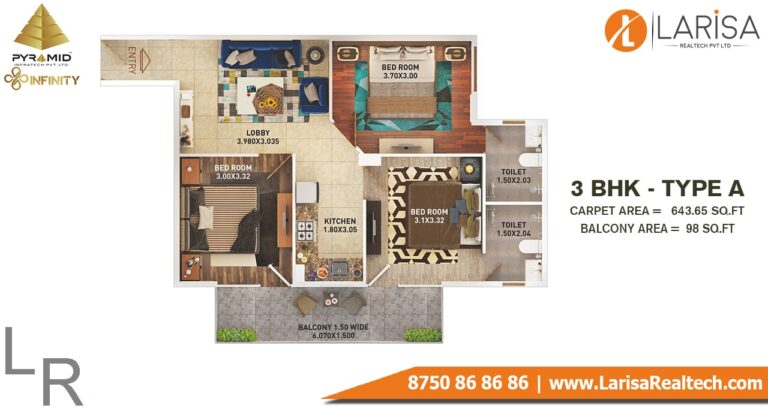 PYRAMID
INFRATECH PVT. LTD
INFINITY
LARiSA
REALTECH PVT LTD
ENTRY
BED ROOM
3.70X3.00
LOBBY
3.980X3.035
BED ROOM
3.00X3.32
TOILET
1.50X2.03
KITCHEN
1.80X3.05
BED ROOM
3.1X3.32
TOILET
1.50X2.04
BALCONY 1.50 WIDE
6.070X1.500
3 BHK - TYPE A
CARPET AREA = 643.65 SQ.FT
BALCONY AREA = 98 SQ.FT
LR
8750 86 86 86 | www.LarisaRealtech.com